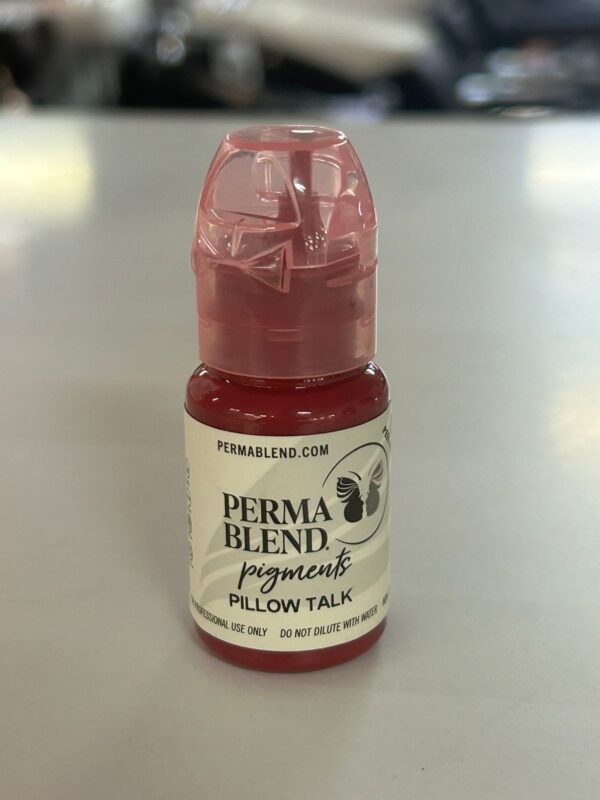 PERMABLEND.COM
PERMA
BLEND.
pigments
PILLOW TALK
PROFESSIONAL USE ONLY DO NOT DILUTE WITH WATER